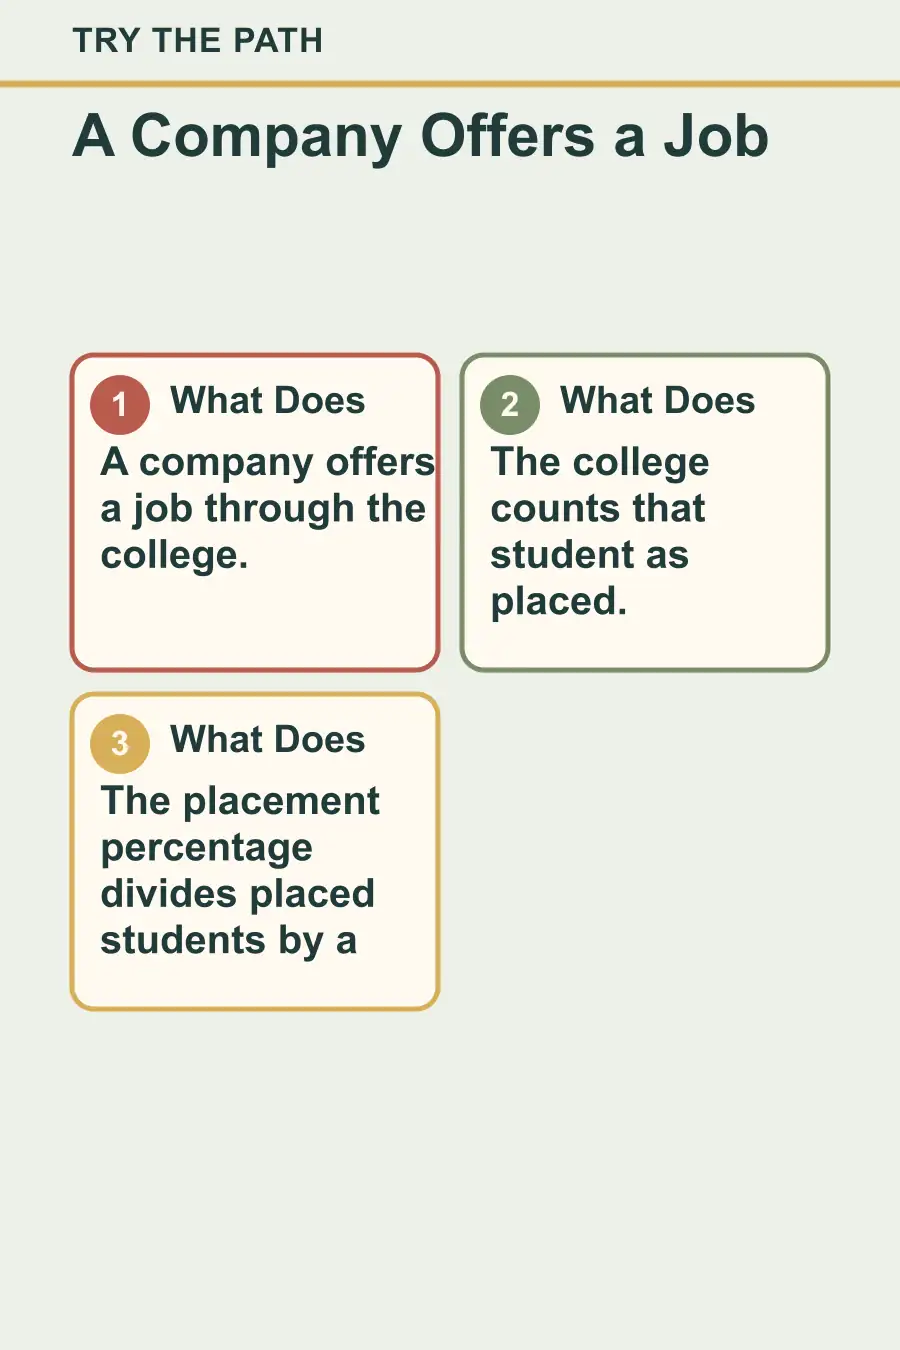 TRY THE PATH
A Company Offers a Job
1 What Does
A company offers
a job through the
college.
2 What Does
The college
counts that
student as
placed.
3 What Does
The placement
percentage
divides placed
students by a